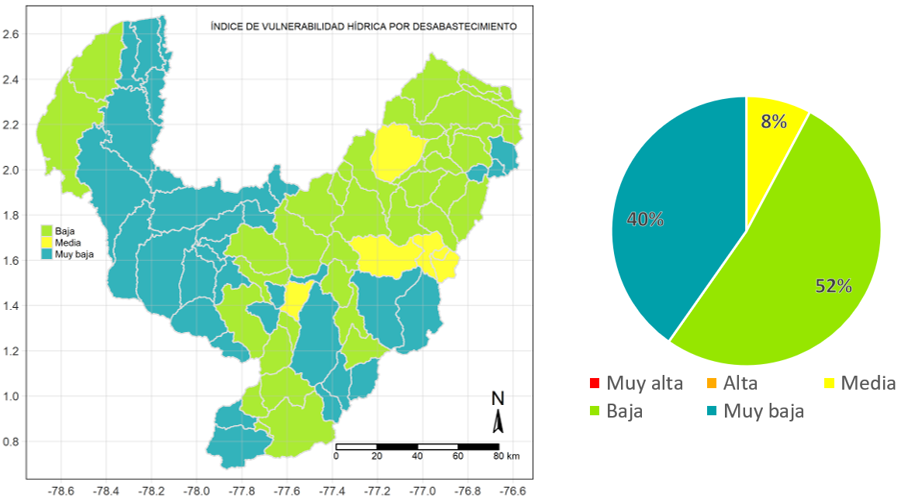 ÍNDICE DE VULNERABILIDAD HÍDRICA POR DESABASTECIMIENTO
2.6
2.4
2.2
2.0
1.8
1.6
1.4
1.2
1.0
0.8
Baja
Media
Muy baja
N
0 20 40 60 80 km
-78.6 -78.4 -78.2 -78.0 -77.8 -77.6 -77.4 -77.2 -77.0 -76.8 -76.6
8%
40%
52%
Muy alta Alta Media
Baja Muy baja